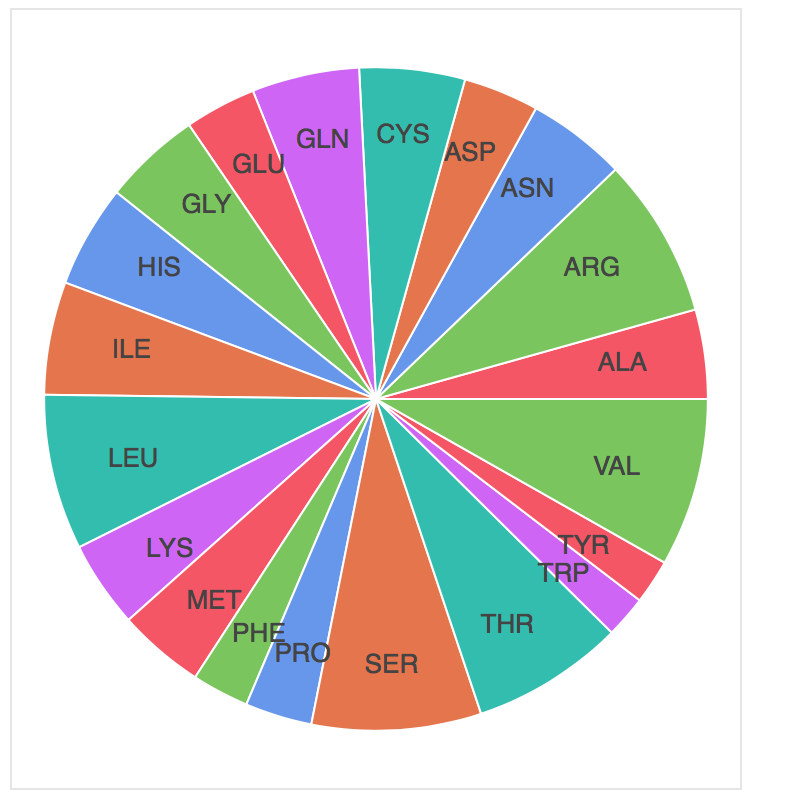 CYS
GLN
ASP
GLU
ASN
GLY
HIS
ARG
ILE
ALA
LEU
VAL
LYS
TYR
TRP
MET
THR
PHE
PRO
SER